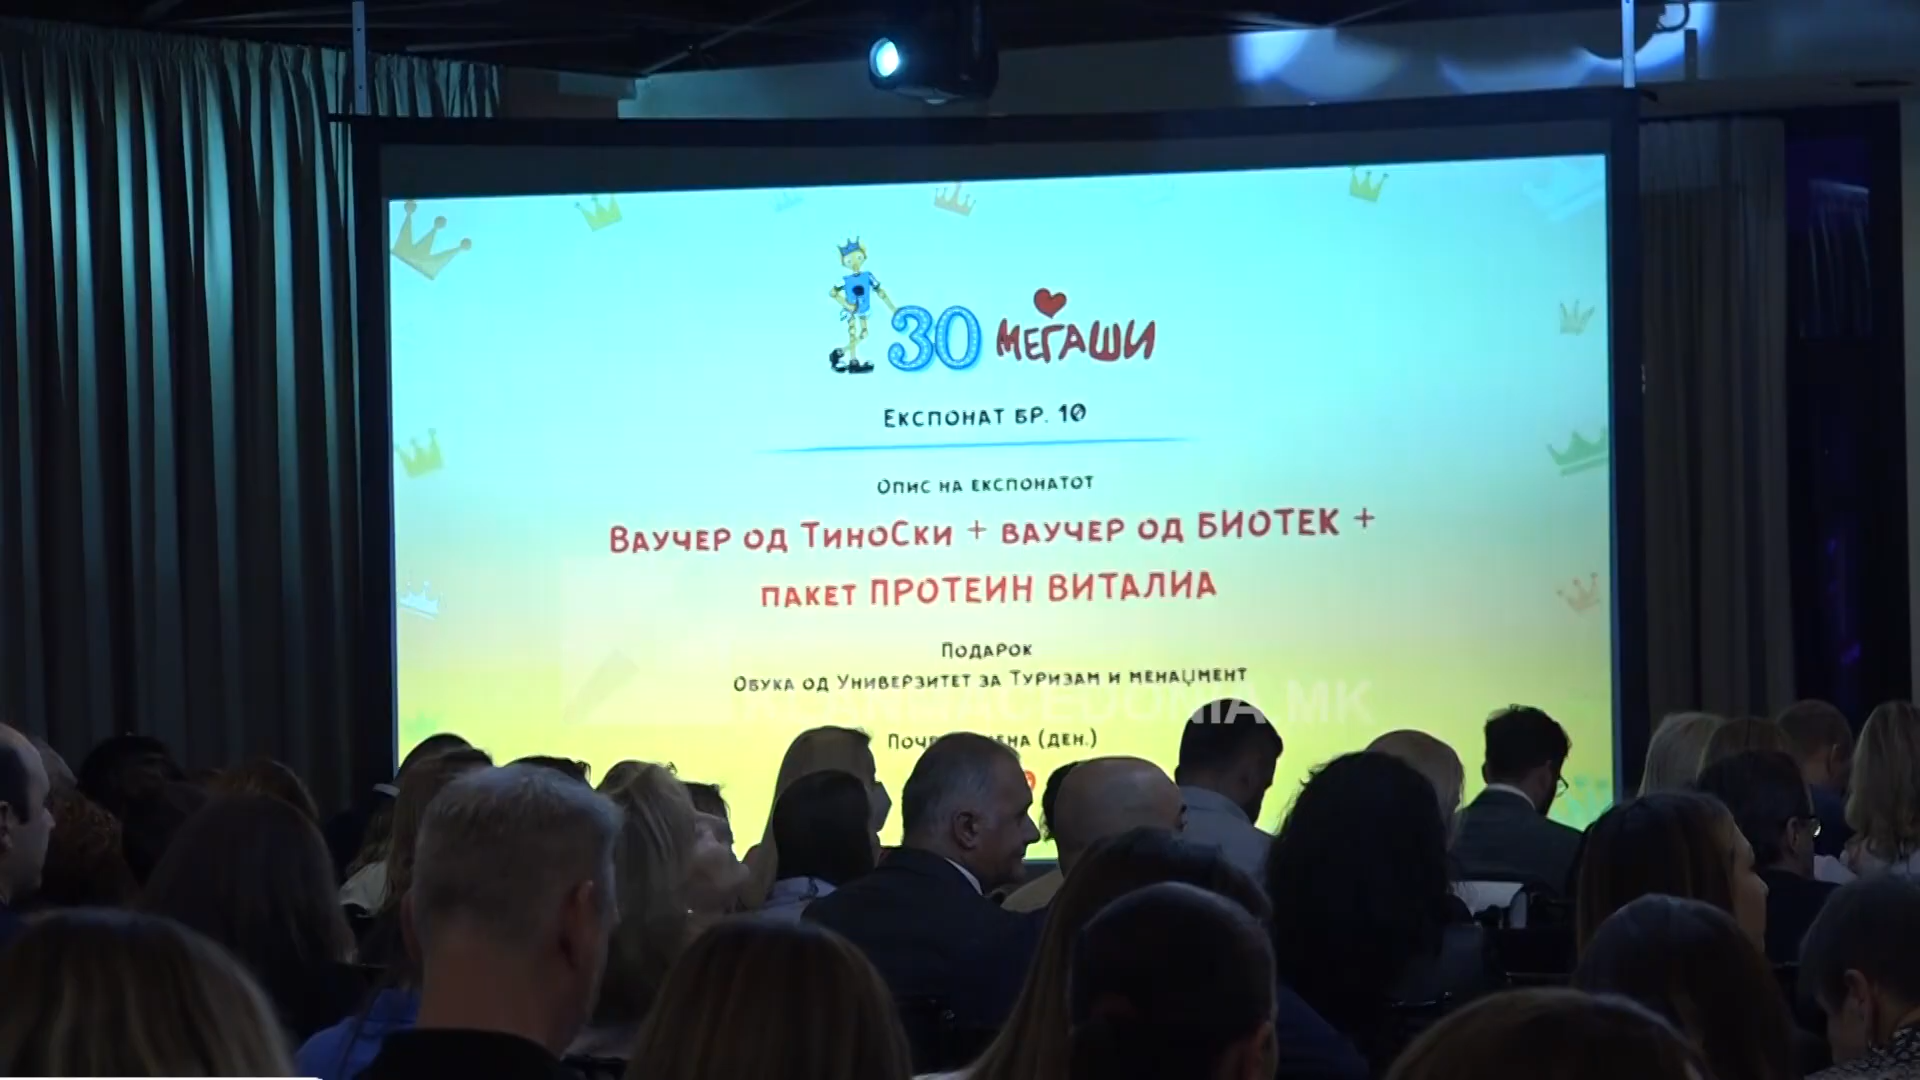 30 МЕГАШИ
Експонат бр. 10
Опис на експонатот
Ваучер од ТиноСки + ваучер од БИОТЕК +
пакет ПРОТЕИН ВИТАЛИА
Подарок
Обука од Универзитет за Туризам и менаџмент
(ден.)